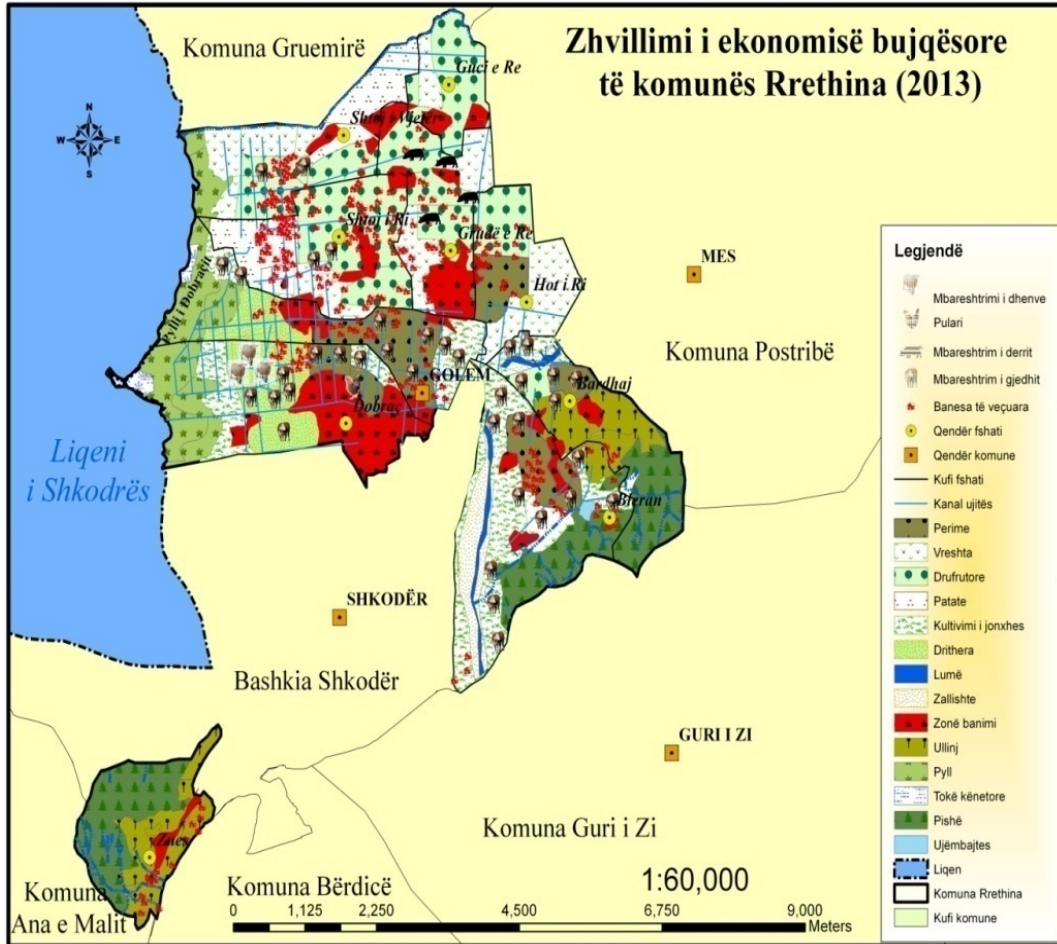 Zhvillimi i ekonomisë bujqësore
të komunës Rrethina (2013)
Komuna Gruemirë
Guci e Re
N
W
E
S
Shtoj i Vjetër
Shtoj i Ri
Grudë e Re
MES
Hot i Ri
Pylli i Dobraçit
Komuna Postribë
GOLEM
Bardhaj
Dobraç
Liqeni
i Shkodrës
Bleran
SHKODËR
Bashkia Shkodër
GURI I ZI
Komuna Guri i Zi
Zues
Komuna
Ana e Malit
Komuna Bërdicë
1:60,000
0 1,125 2,250 4,500 6,750 9,000
Meters
Legjendë
Mbareshtrimi i dhenve
Pulari
Mbareshtrim i derrit
Mbareshtrim i gjedhit
Banesa të veçuara
Qendër fshati
Qendër komune
Kufi fshati
Kanal ujitës
Perime
Vreshta
Drufrutore
Patate
Kultivimi i jonxhes
Drithera
Lumë
Zallishte
Zonë banimi
Ullinj
Pyll
Tokë kënetore
Pishë
Ujëmbajtes
Liqen
Komuna Rrethina
Kufi komune